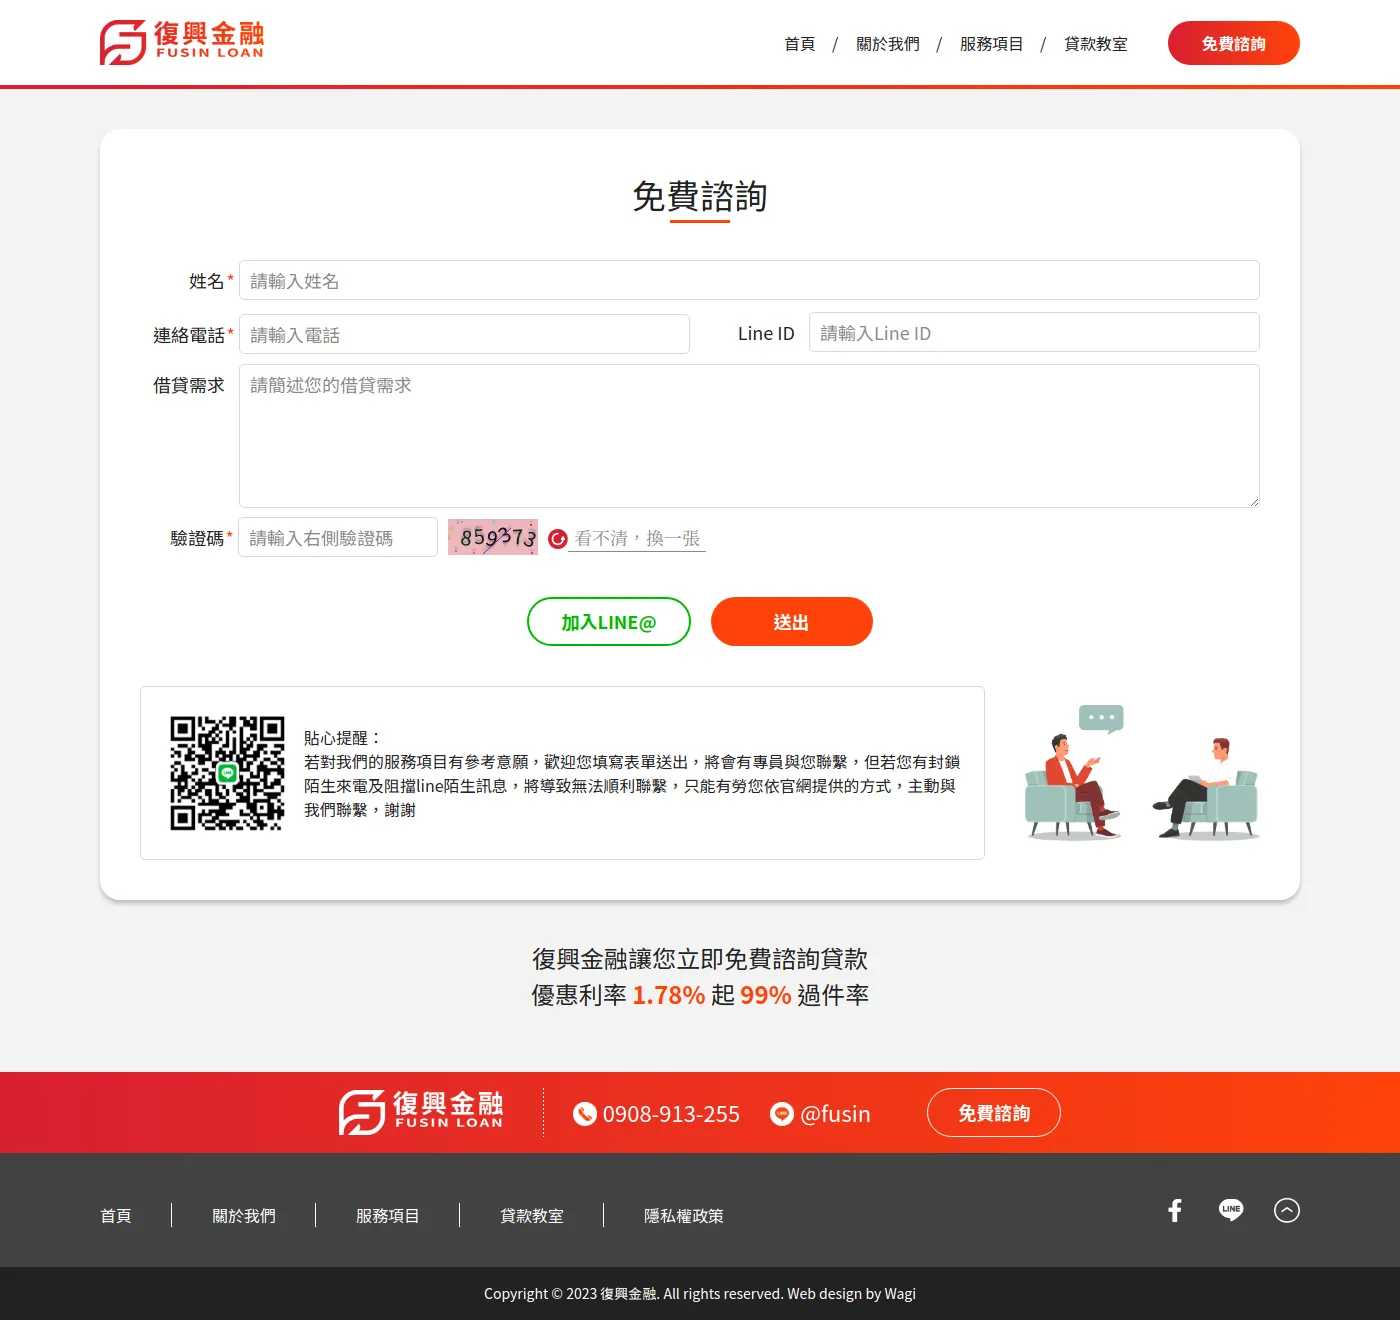 復興金融
FUSIN LOAN
首頁 / 關於我們 / 服務項目 / 貸款教室
免費諮詢
免費諮詢
姓名* 請輸入姓名
連絡電話* 請輸入電話
Line ID 請輸入Line ID
借貸需求 請簡述您的借貸需求
驗證碼* 請輸入右側驗證碼 859373 看不清，換一張
加入LINE@ 送出
貼心提醒：
若對我們的服務項目有參考意願，歡迎您填寫表單送出，將會有專員與您聯繫，但若您有封鎖
陌生來電及阻擋line陌生訊息，將導致無法順利聯繫，只能有勞您依官網提供的方式，主動與
我們聯繫，謝謝
復興金融讓您立即免費諮詢貸款
優惠利率 1.78% 起 99% 過件率
復興金融
FUSIN LOAN
0908-913-255 @fusin 免費諮詢
首頁 關於我們 服務項目 貸款教室 隱私權政策
LINE
Copyright © 2023 復興金融. All rights reserved. Web design by Wagi